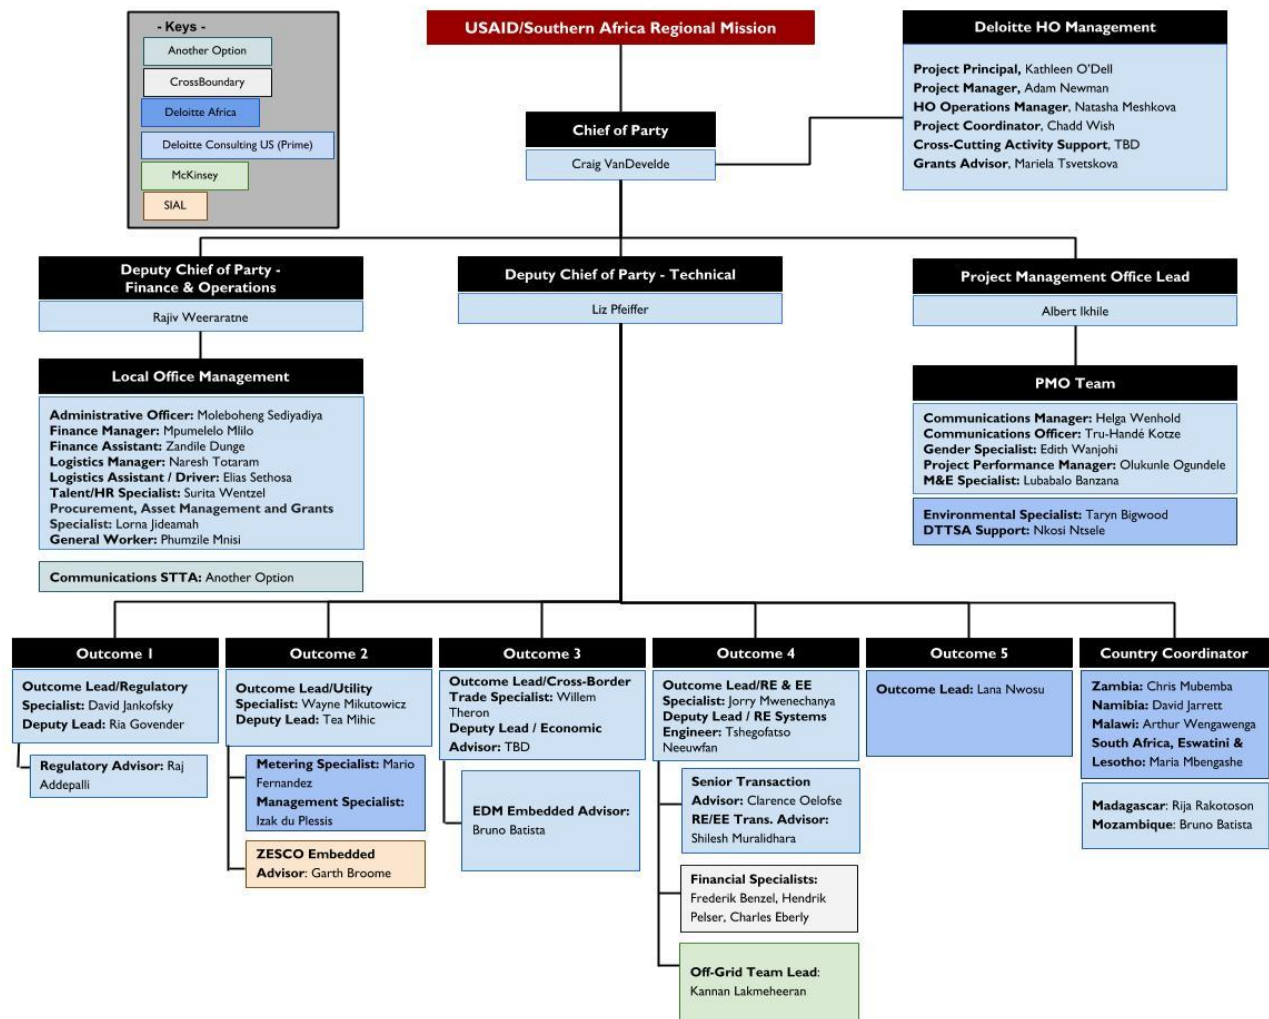 - Keys -
Another Option
CrossBoundary
Deloitte Africa
Deloitte Consulting US (Prime)
McKinsey
SIAL
USAID/Southern Africa Regional Mission
Deloitte HO Management
Project Principal, Kathleen O'Dell
Project Manager, Adam Newman
HO Operations Manager, Natasha Meshkova
Project Coordinator, Chadd Wish
Cross-Cutting Activity Support, TBD
Grants Advisor, Mariela Tsvetskova
Chief of Party
Craig VanDevelde
Deputy Chief of Party -
Finance & Operations
Rajiv Weeraratne
Deputy Chief of Party - Technical
Liz Pfeiffer
Project Management Office Lead
Albert Ikhile
Local Office Management
Administrative Officer: Moleboheng Sediyadiya
Finance Manager: Mpumelelo Mlilo
Finance Assistant: Zandile Dunge
Logistics Manager: Naresh Totaram
Logistics Assistant / Driver: Elias Sethosa
Talent/HR Specialist: Surita Wentzel
Procurement, Asset Management and Grants
Specialist: Lorna Jideamah
General Worker: Phumzile Mnisi
Communications STTA: Another Option
PMO Team
Communications Manager: Helga Wenhold
Communications Officer: Tru-Handé Kotze
Gender Specialist: Edith Wanjohi
Project Performance Manager: Olukunle Ogundele
M&E Specialist: Lubabalo Banzana
Environmental Specialist: Taryn Bigwood
DTTSA Support: Nkosi Ntsele
Outcome 1
Outcome Lead/Regulatory
Specialist: David Jankofsky
Deputy Lead: Ria Govender
Regulatory Advisor: Raj
Addepalli
Outcome 2
Outcome Lead/Utility
Specialist: Wayne Mikutowicz
Deputy Lead: Tea Mihic
Metering Specialist: Mario
Fernandez
Management Specialist:
Izak du Plessis
ZESCO Embedded
Advisor: Garth Broome
Outcome 3
Outcome Lead/Cross-Border
Trade Specialist: Willem
Theron
Deputy Lead / Economic
Advisor: TBD
EDM Embedded Advisor:
Bruno Batista
Outcome 4
Outcome Lead/RE & EE
Specialist: Jorry Mwenechanya
Deputy Lead / RE Systems
Engineer: Tshegofatso
Neeuwfan
Senior Transaction
Advisor: Clarence Oelofse
RE/EE Trans. Advisor:
Shilesh Muralidhara
Financial Specialists:
Frederik Benzel, Hendrik
Pelser, Charles Eberly
Off-Grid Team Lead:
Kannan Lakmeheeran
Outcome 5
Outcome Lead: Lana Nwosu
Country Coordinator
Zambia: Chris Mubemba
Namibia: David Jarrett
Malawi: Arthur Wengawenga
South Africa, Eswatini &
Lesotho: Maria Mbengashe
Madagascar: Rija Rakotoson
Mozambique: Bruno Batista